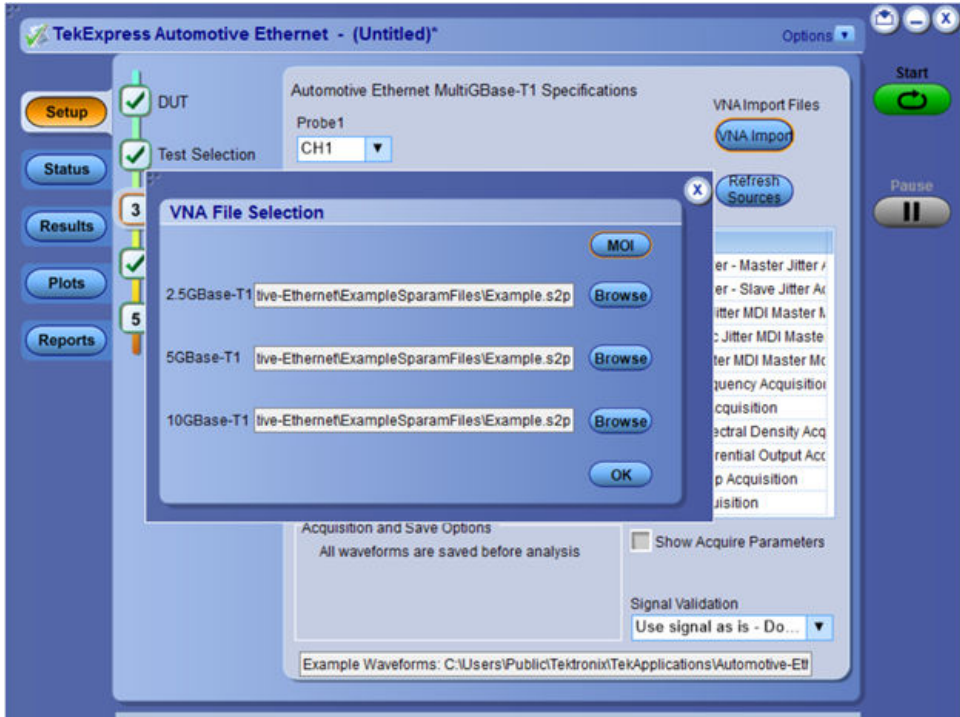 TekExpress Automotive Ethernet - (Untitled)*
Options
Start
Pause
Setup
Status
Results
Plots
Reports
DUT
Test Selection
3
5
Automotive Ethernet MultiGBase-T1 Specifications
Probe1
CH1
VNA Import Files
VNA Import
Refresh
Sources
VNA File Selection
X
MOI
2.5GBase-T1 tive-Ethernet\ExampleSparamFiles\Example.s2p Browse
5GBase-T1 tive-Ethernet\ExampleSparamFiles\Example.s2p Browse
10GBase-T1 tive-Ethernet\ExampleSparamFiles\Example.s2p Browse
OK
er - Master Jitter
er - Slave Jitter
itter MDI Master
Jitter MDI Maste
ter MDI Master Mc
quency Acquisition
cquisition
ectral Density Acq
rential Output Acc
p Acquisition
uisition
Acquisition and Save Options
All waveforms are saved before analysis
Show Acquire Parameters
Signal Validation
Use signal as is - Do...
Example Waveforms: C:\Users\Public\Tektronix\TekApplications\Automotive-Eth